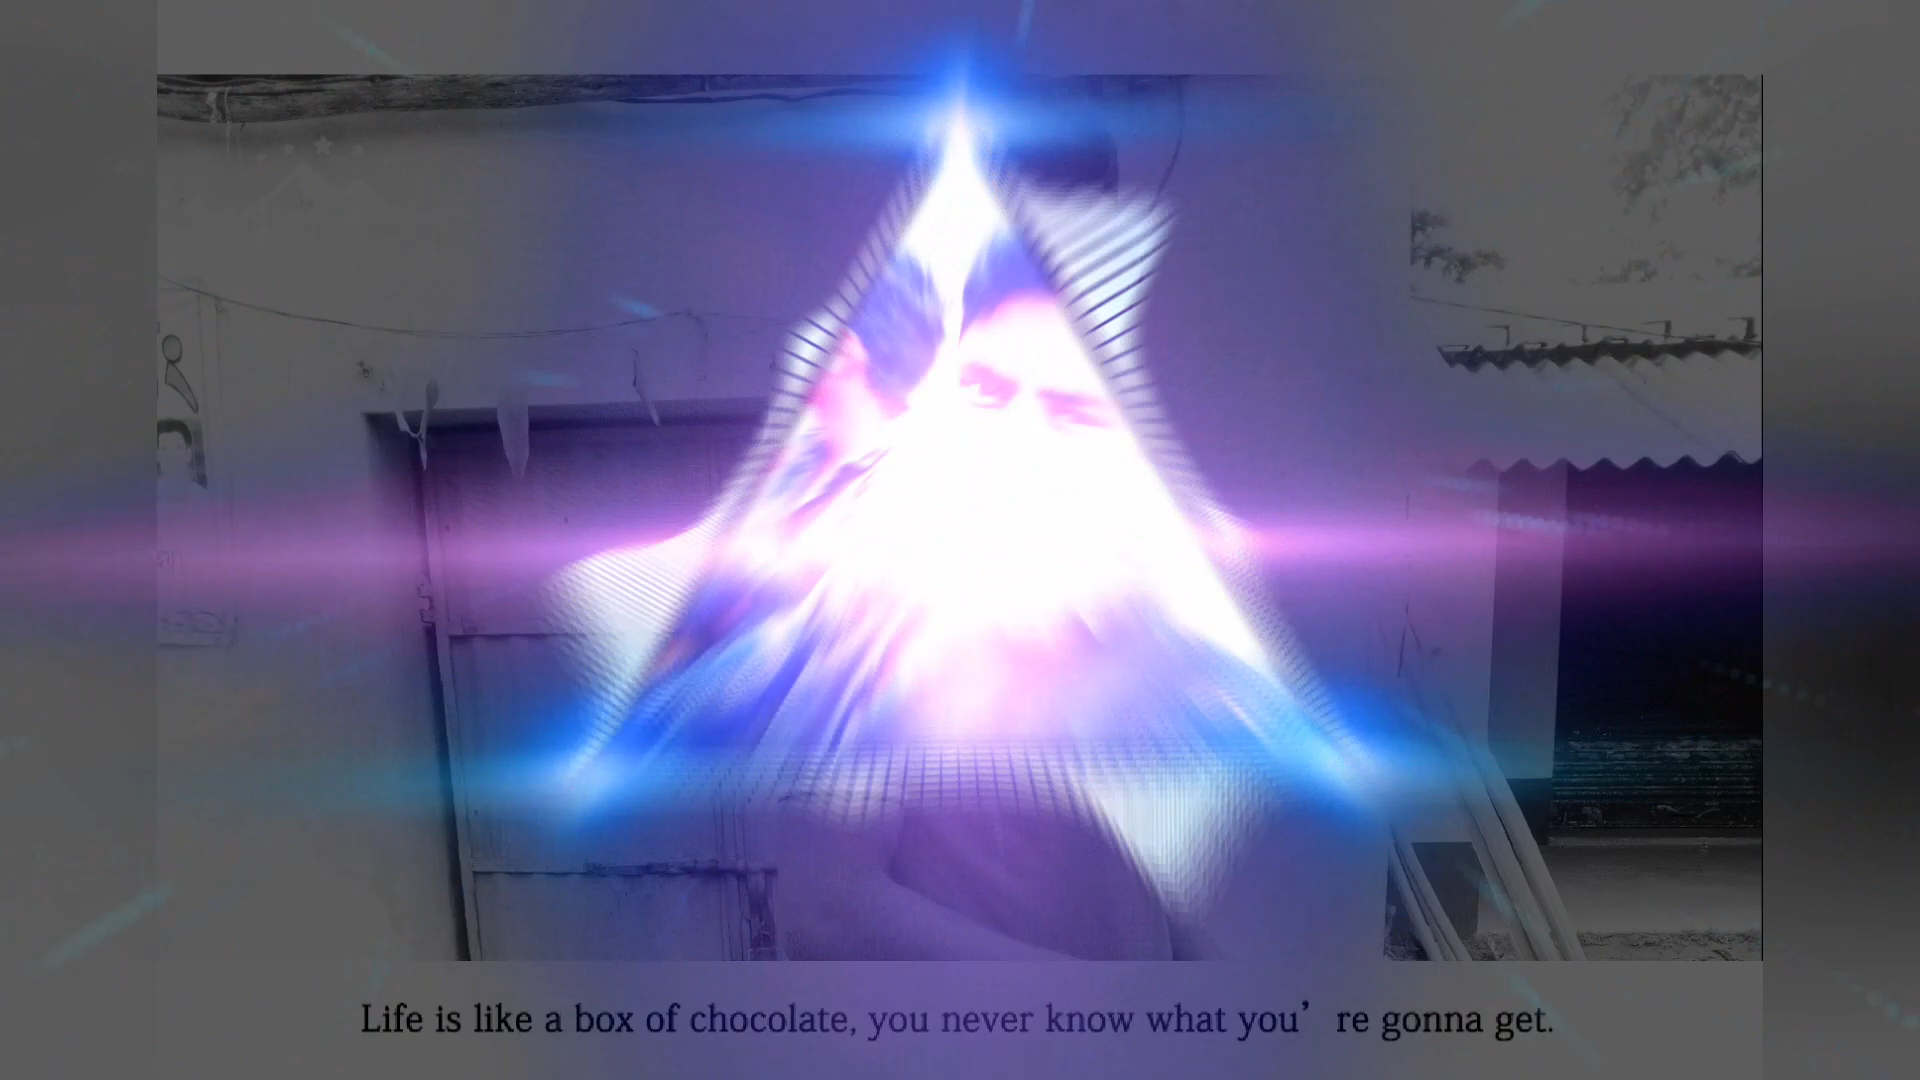 Life is like a box of chocolate, you never know what you’re gonna get.